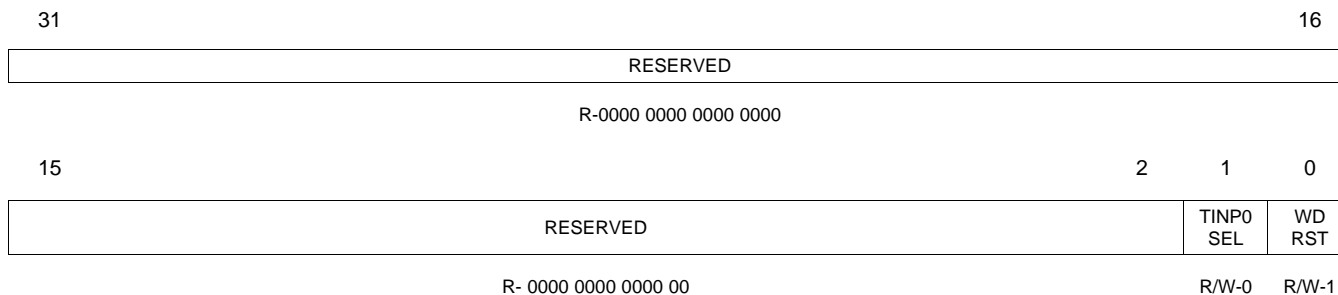 31 16
RESERVED
R-0000 0000 0000 0000
15 2 1 0
RESERVED TINP0 SEL WD RST
R- 0000 0000 0000 00 R/W-0 R/W-1